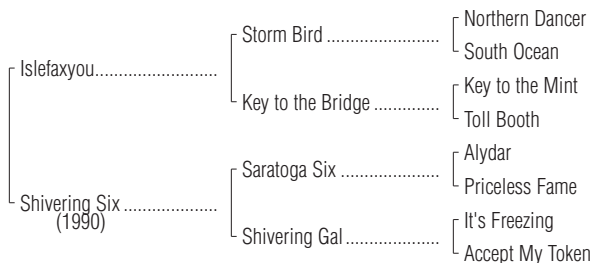 Northern Dancer
Storm Bird ........................
South Ocean
Islefaxyou..........................
Key to the Mint
Key to the Bridge ..............
Toll Booth
Alydar
Saratoga Six .....................
Priceless Fame
Shivering Six ....................
(1990)
It's Freezing
Shivering Gal....................
Accept My Token